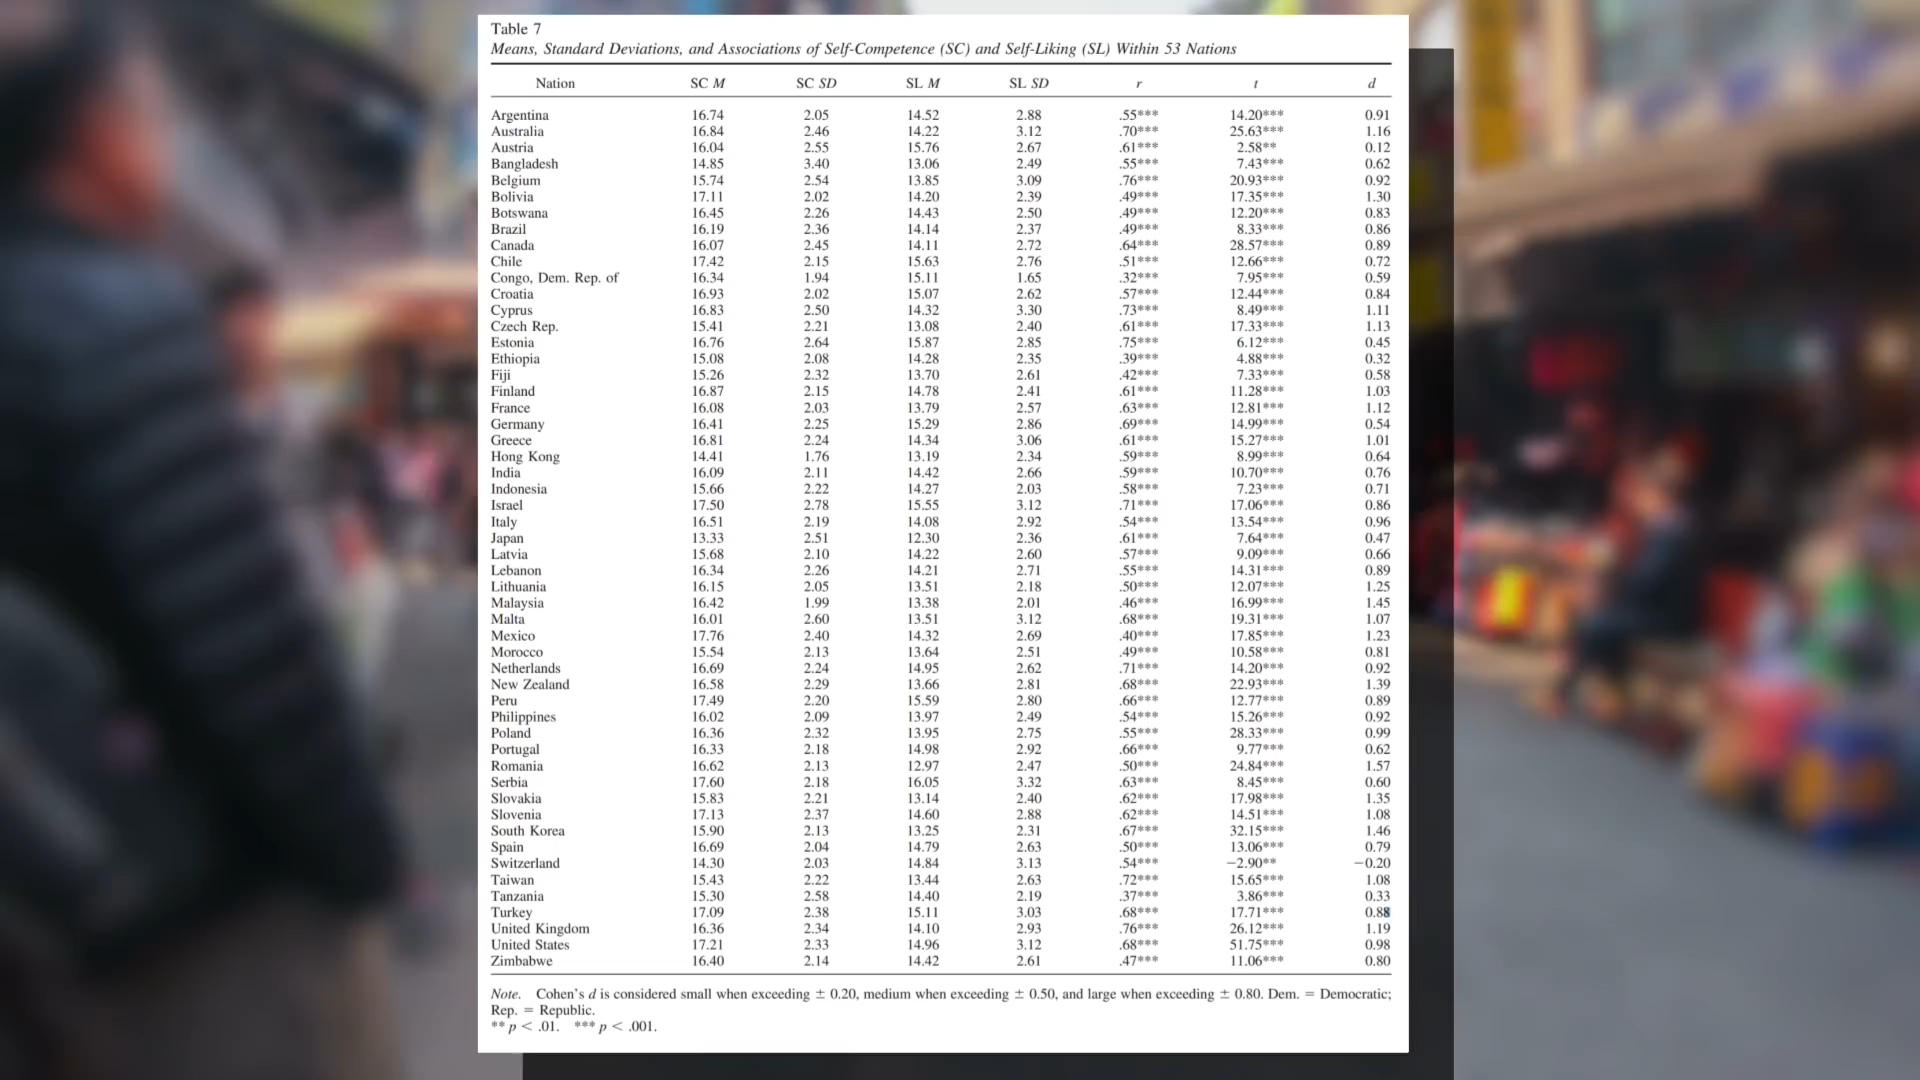 Table 7
Means, Standard Deviations, and Associations of Self-Competence (SC) and Self-Liking (SL) Within 53 Nations
Nation SC M SC SD SL M SL SD r t d
Argentina 16.74 2.05 14.52 2.88 .55*** 14.20*** 0.91
Australia 16.84 2.46 14.22 3.12 .70*** 25.63*** 1.16
Austria 16.04 2.55 15.76 2.67 .61*** 2.58** 0.12
Bangladesh 14.85 3.40 13.06 2.49 .55*** 7.43*** 0.62
Belgium 15.74 2.54 13.85 3.09 .76*** 20.93*** 0.92
Bolivia 17.11 2.02 14.20 2.39 .49*** 17.35*** 1.30
Botswana 16.45 2.26 14.43 2.50 .49*** 12.20*** 0.83
Brazil 16.19 2.36 14.14 2.37 .49*** 8.33*** 0.86
Canada 16.07 2.45 14.11 2.72 .64*** 28.57*** 0.89
Chile 17.42 2.15 15.63 2.76 .51*** 12.66*** 0.72
Congo, Dem. Rep. of 16.34 1.94 15.11 1.65 .32*** 7.95*** 0.59
Croatia 16.93 2.02 15.07 2.62 .57*** 12.44*** 0.84
Cyprus 16.83 2.50 14.32 3.30 .73*** 8.49*** 1.11
Czech Rep. 15.41 2.21 13.08 2.40 .61*** 17.33*** 1.13
Estonia 16.76 2.64 15.87 2.85 .75*** 6.12*** 0.45
Ethiopia 15.08 2.08 14.28 2.35 .39*** 4.88*** 0.32
Fiji 15.26 2.32 13.70 2.61 .42*** 7.33*** 0.58
Finland 16.87 2.15 14.78 2.41 .61*** 11.28*** 1.03
France 16.08 2.03 13.79 2.57 .63*** 12.81*** 1.12
Germany 16.41 2.25 15.29 2.86 .69*** 14.99*** 0.54
Greece 16.81 2.24 14.34 3.06 .61*** 15.27*** 1.01
Hong Kong 14.41 1.76 13.19 2.34 .59*** 8.99*** 0.64
India 16.09 2.11 14.42 2.66 .59*** 10.70*** 0.76
Indonesia 15.66 2.22 14.27 2.03 .58*** 7.23*** 0.71
Israel 17.50 2.78 15.55 3.12 .71*** 17.06*** 0.86
Italy 16.51 2.19 14.08 2.92 .54*** 13.54*** 0.96
Japan 13.33 2.51 12.30 2.36 .61*** 7.64*** 0.47
Latvia 15.68 2.10 14.22 2.60 .57*** 9.09*** 0.66
Lebanon 16.34 2.26 14.21 2.71 .55*** 14.31*** 0.89
Lithuania 16.15 2.05 13.51 2.18 .50*** 12.07*** 1.25
Malaysia 16.42 1.99 13.38 2.01 .46*** 16.99*** 1.45
Malta 16.01 2.60 13.51 3.12 .68*** 19.31*** 1.07
Mexico 17.76 2.40 14.32 2.69 .40*** 17.85*** 1.23
Morocco 15.54 2.13 13.64 2.51 .49*** 10.58*** 0.81
Netherlands 16.69 2.24 14.95 2.62 .71*** 14.20*** 0.92
New Zealand 16.58 2.29 13.66 2.81 .68*** 22.93*** 1.39
Peru 17.49 2.20 15.59 2.80 .66*** 12.77*** 0.89
Philippines 16.02 2.09 13.97 2.49 .54*** 15.26*** 0.92
Poland 16.36 2.32 13.95 2.75 .55*** 28.33*** 0.99
Portugal 16.33 2.18 14.98 2.92 .66*** 9.77*** 0.62
Romania 16.62 2.13 12.97 2.47 .50*** 24.84*** 1.57
Serbia 17.60 2.18 16.05 3.32 .63*** 8.45*** 0.60
Slovakia 15.83 2.21 13.14 2.40 .62*** 17.98*** 1.35
Slovenia 17.13 2.37 14.60 2.88 .62*** 14.51*** 1.08
South Korea 15.90 2.13 13.25 2.31 .67*** 32.15*** 1.46
Spain 16.69 2.04 14.79 2.63 .50*** 13.06*** 0.79
Switzerland 14.30 2.03 14.84 3.13 .54*** −2.90** −0.20
Taiwan 15.43 2.22 13.44 2.63 .72*** 15.65*** 1.08
Tanzania 15.30 2.58 14.40 2.19 .37*** 3.86*** 0.33
Turkey 17.09 2.38 15.11 3.03 .68*** 17.71*** 0.88
United Kingdom 16.36 2.34 14.10 2.93 .76*** 26.12*** 1.19
United States 17.21 2.33 14.96 3.12 .68*** 51.75*** 0.98
Zimbabwe 16.40 2.14 14.42 2.61 .47*** 11.06*** 0.80
Note. Cohen's d is considered small when exceeding ± 0.20, medium when exceeding ± 0.50, and large when exceeding ± 0.80. Dem. = Democratic;
Rep. = Republic.
** p < .01. *** p < .001.